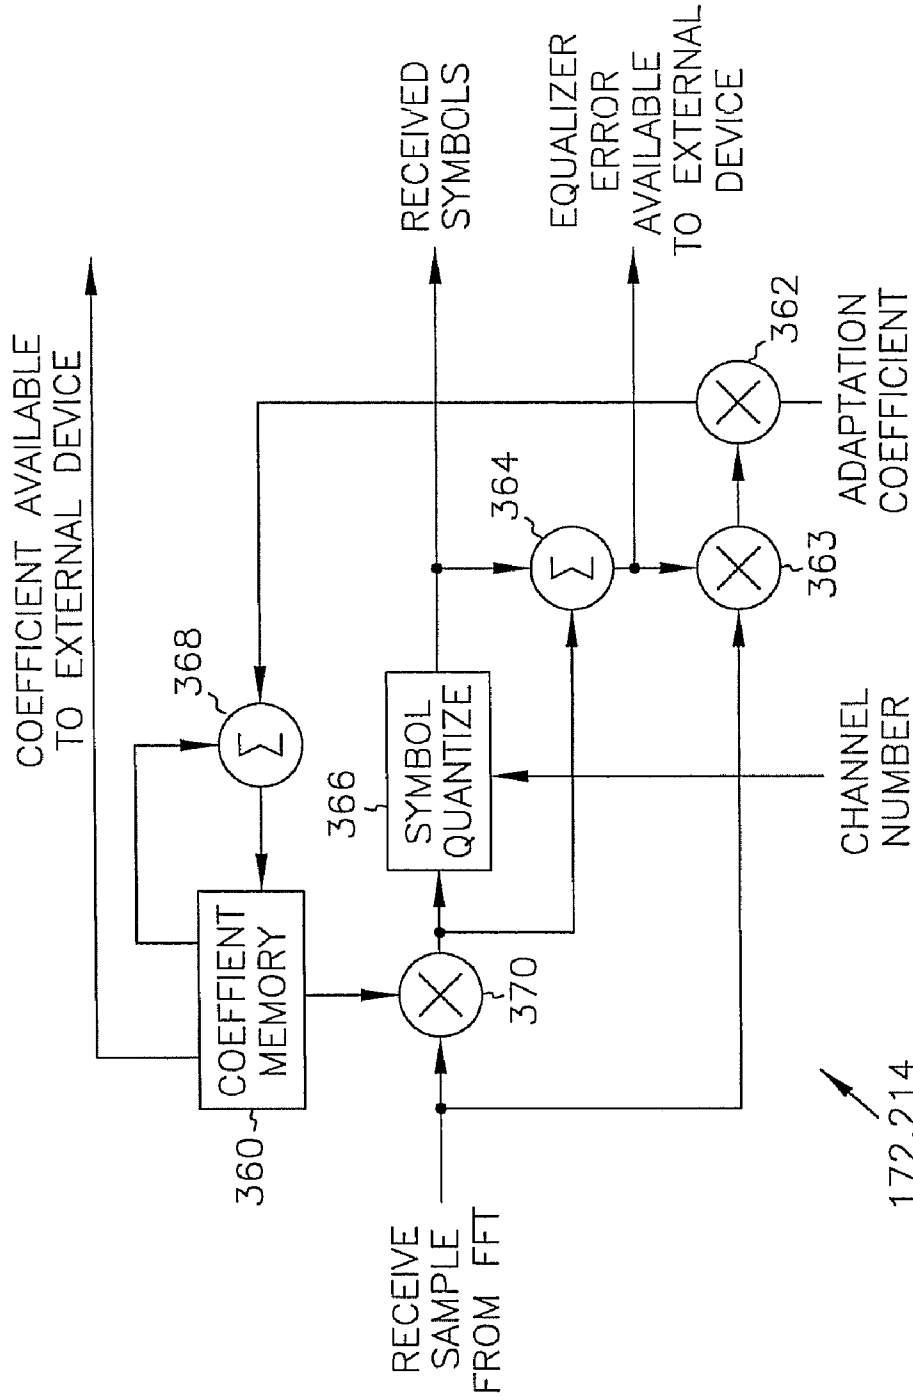 COEFFICIENT AVAILABLE
TO EXTERNAL DEVICE
368
360
COEFFIENT
MEMORY
RECEIVED
SYMBOLS
366
SYMBOL
QUANTIZE
364
EQUALIZER
ERROR
AVAILABLE
TO EXTERNAL
DEVICE
RECEIVE
SAMPLE
FROM FFT
370
363
362
CHANNEL
NUMBER
ADAPTATION
COEFFICIENT
172,214